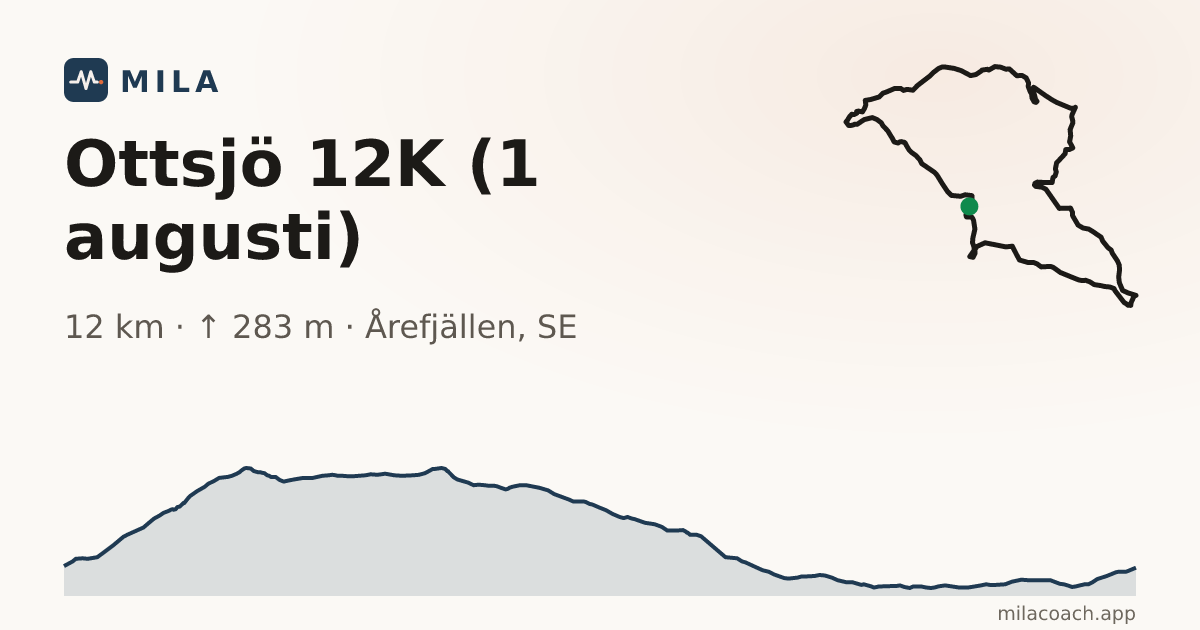 MILA
Ottsjö 12K (1
augusti)
12 km · ↑ 283 m · Årefjällen, SE
milacoach.app